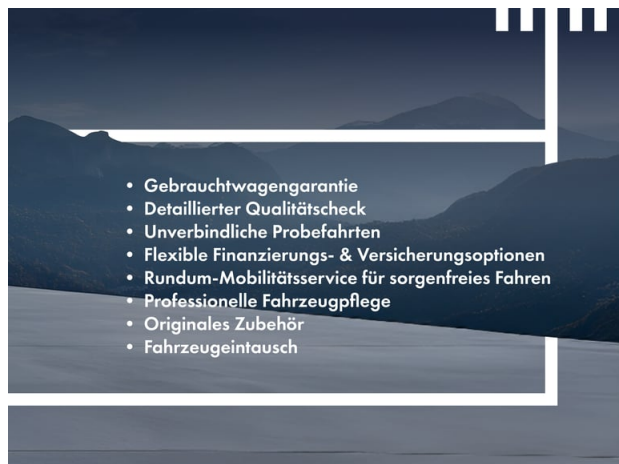 • Gebrauchtwagengarantie
• Detaillierter Qualitätscheck
• Unverbindliche Probefahrten
• Flexible Finanzierungs- & Versicherungsoptionen
• Rundum-Mobilitätsservice für sorgenfreies Fahren
• Professionelle Fahrzeugpflege
• Originales Zubehör
• Fahrzeugeintausch